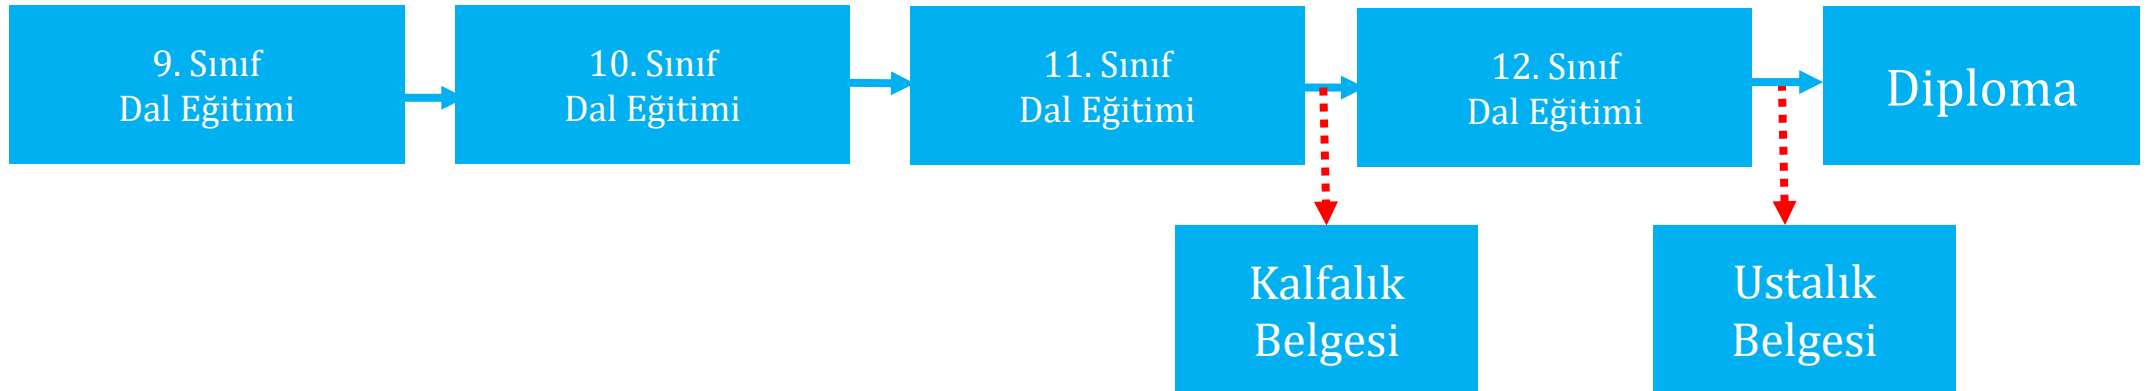 9. Sınıf
Dal Eğitimi
10. Sınıf
Dal Eğitimi
11. Sınıf
Dal Eğitimi
12. Sınıf
Dal Eğitimi
Diploma
Kalfalık
Belgesi
Ustalık
Belgesi